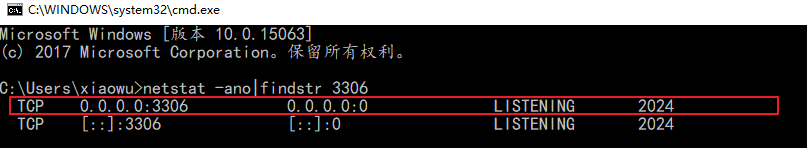 C:\WINDOWS\system32\cmd.exe
Microsoft Windows [版本 10.0.15063]
(c) 2017 Microsoft Corporation。保留所有权利。
C:\Users\xiaowu>netstat -ano|findstr 3306
TCP 0.0.0.0:3306 0.0.0.0:0 LISTENING 2024
TCP [::]:3306 [::]:0 LISTENING 2024